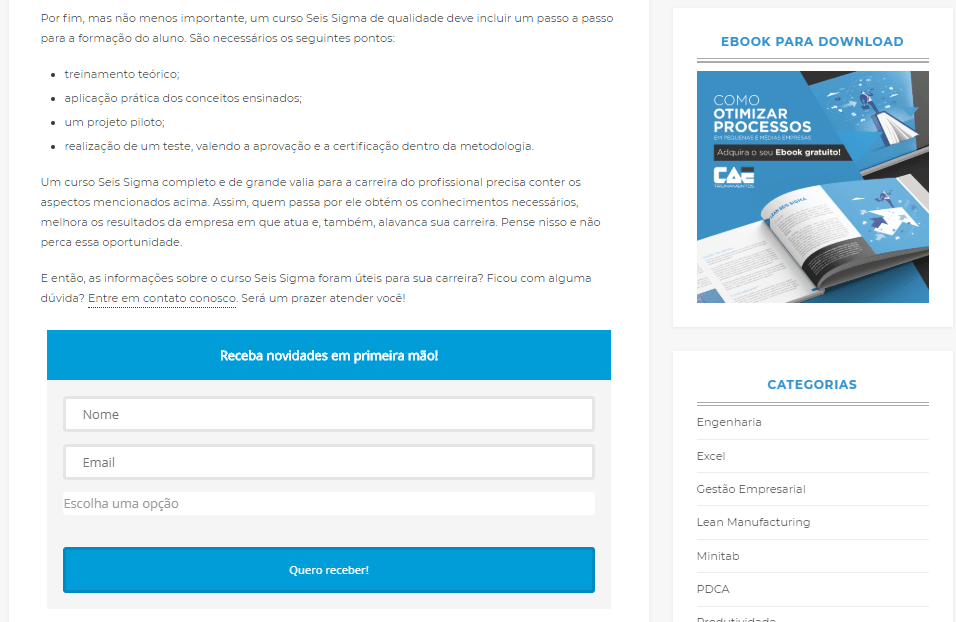 Por fim, mas não menos importante, um curso Seis Sigma de qualidade deve incluir um passo a passo
para a formação do aluno. São necessários os seguintes pontos:
treinamento teórico;
aplicação prática dos conceitos ensinados;
um projeto piloto;
realização de um teste, valendo a aprovação e a certificação dentro da metodologia.
Um curso Seis Sigma completo e de grande valia para a carreira do profissional precisa conter os
aspectos mencionados acima. Assim, quem passa por ele obtém os conhecimentos necessários,
melhora os resultados da empresa em que atua e, também, alavanca sua carreira. Pense nisso e não
perca essa oportunidade.
E então, as informações sobre o curso Seis Sigma foram úteis para sua carreira? Ficou com alguma
dúvida? Entre em contato conosco. Será um prazer atender você!
Receba novidades em primeira mão!
Nome
Email
Escolha uma opção
Quero receber!
EBOOK PARA DOWNLOAD
COMO
OTIMIZAR
PROCESSOS
EM PEQUENAS E MÉDIAS EMPRESAS
Adquira o seu Ebook gratuito!
CAE
TREINAMENTOS
CATEGORIAS
Engenharia
Excel
Gestão Empresarial
Lean Manufacturing
Minitab
PDCA
Produtividade